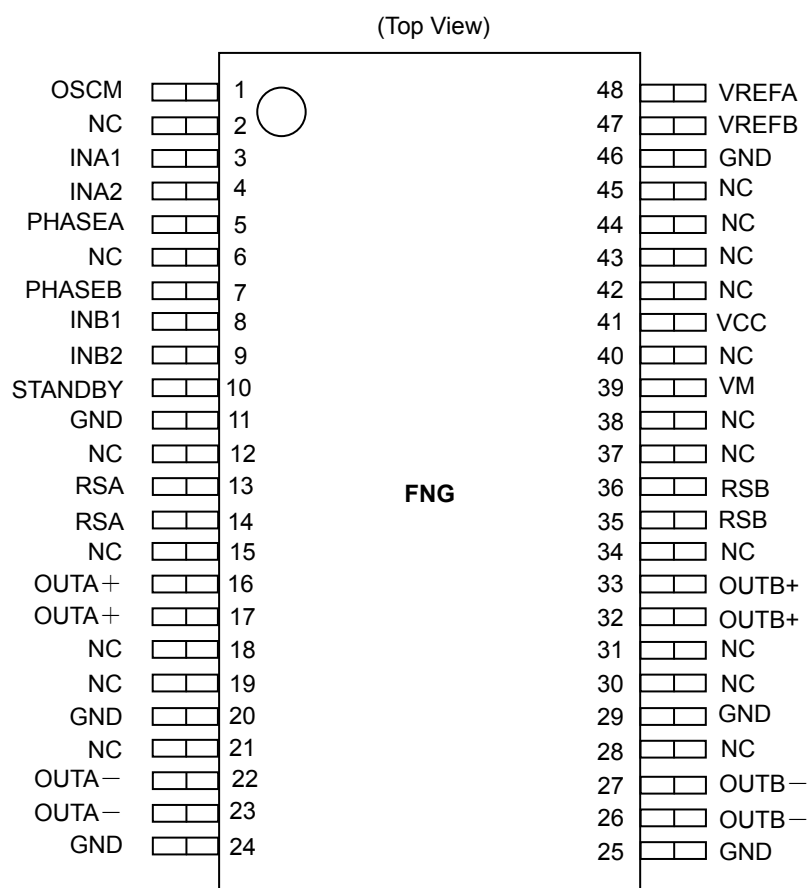 (Top View)
OSCM 1 48 VREFA
NC 2 47 VREFB
INA1 3 46 GND
INA2 4 45 NC
PHASEA 5 44 NC
NC 6 43 NC
PHASEB 7 42 NC
INB1 8 41 VCC
INB2 9 40 NC
STANDBY 10 39 VM
GND 11 38 NC
NC 12 37 NC
RSA 13 36 RSB
FNG
RSA 14 35 RSB
NC 15 34 NC
OUTA+ 16 33 OUTB+
OUTA+ 17 32 OUTB+
NC 18 31 NC
NC 19 30 NC
GND 20 29 GND
NC 21 28 NC
OUTA− 22 27 OUTB−
OUTA− 23 26 OUTB−
GND 24 25 GND